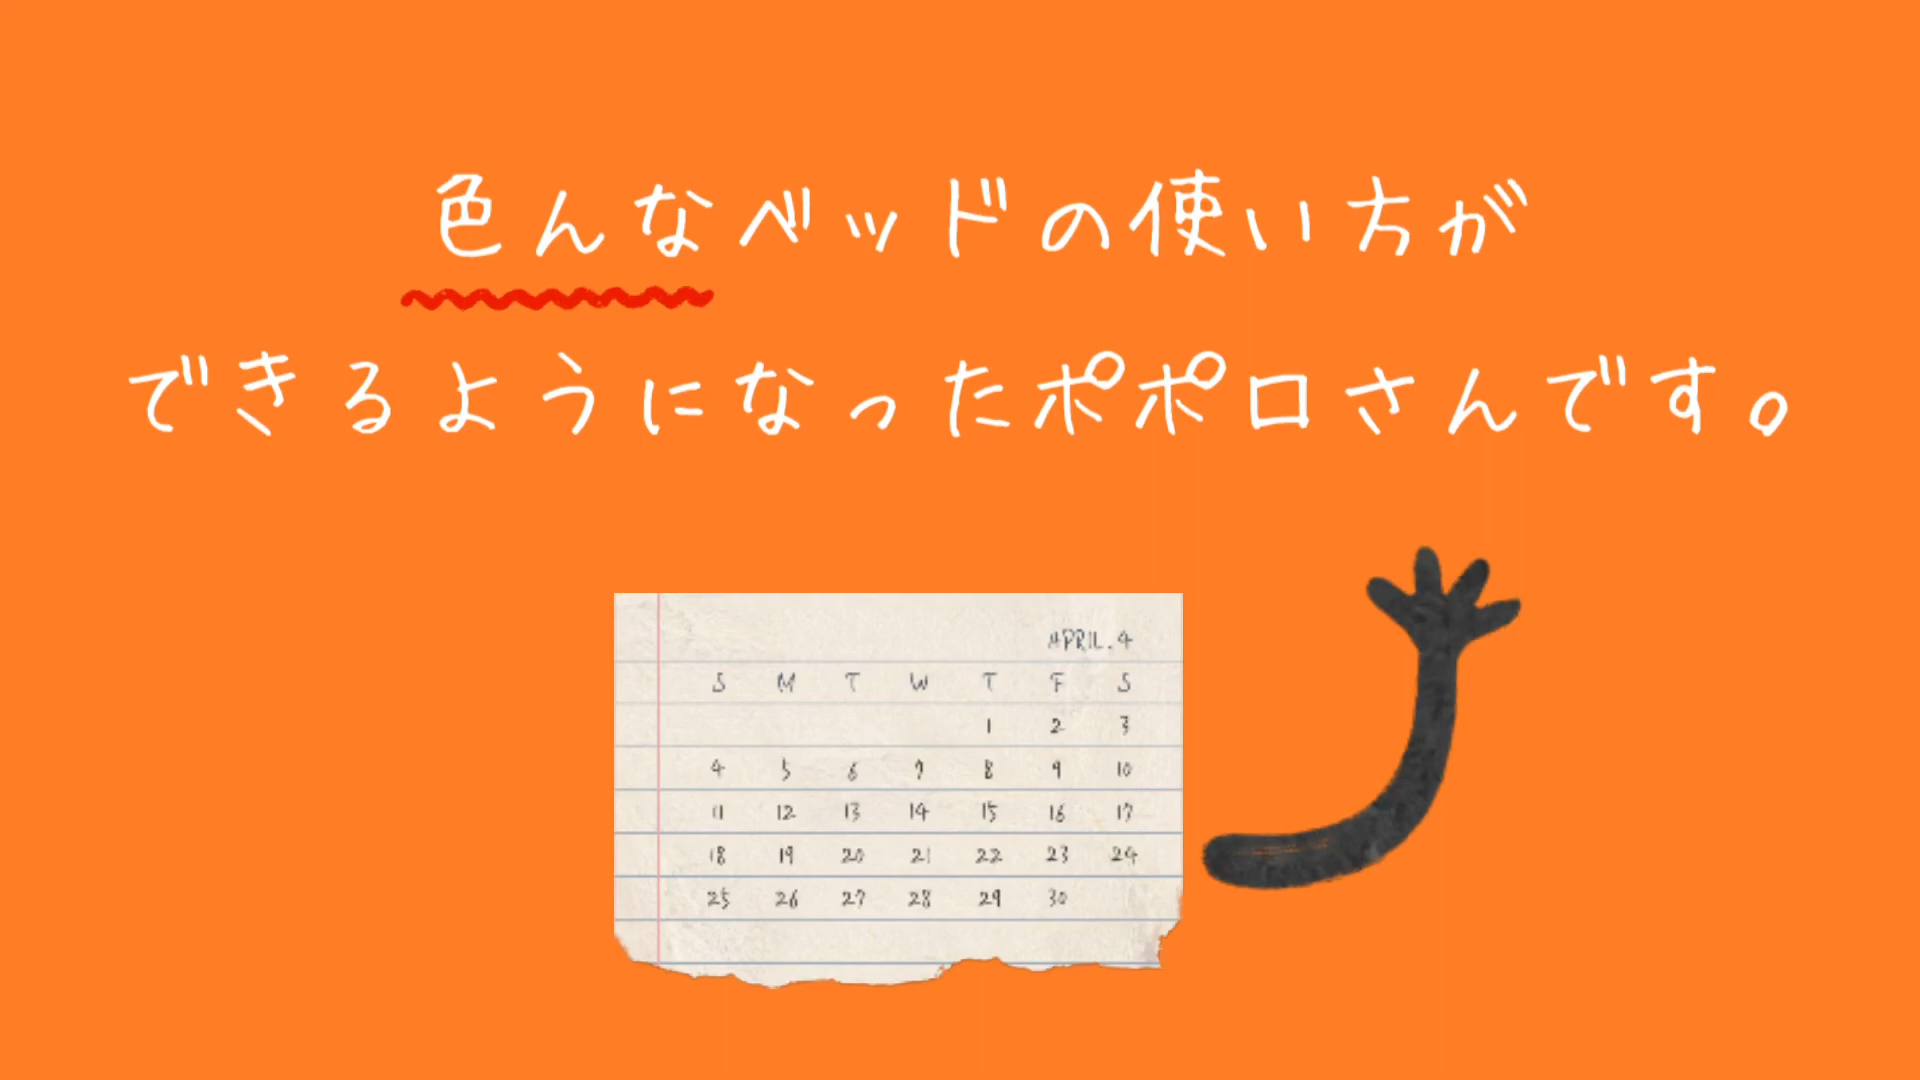 色んなベッドの使い方が
できるようになったポポロさんです。
APRIL.4
S M T W T F S
1 2 3
4 5 6 7 8 9 10
11 12 13 14 15 16 17
18 19 20 21 22 23 24
25 26 27 28 29 30